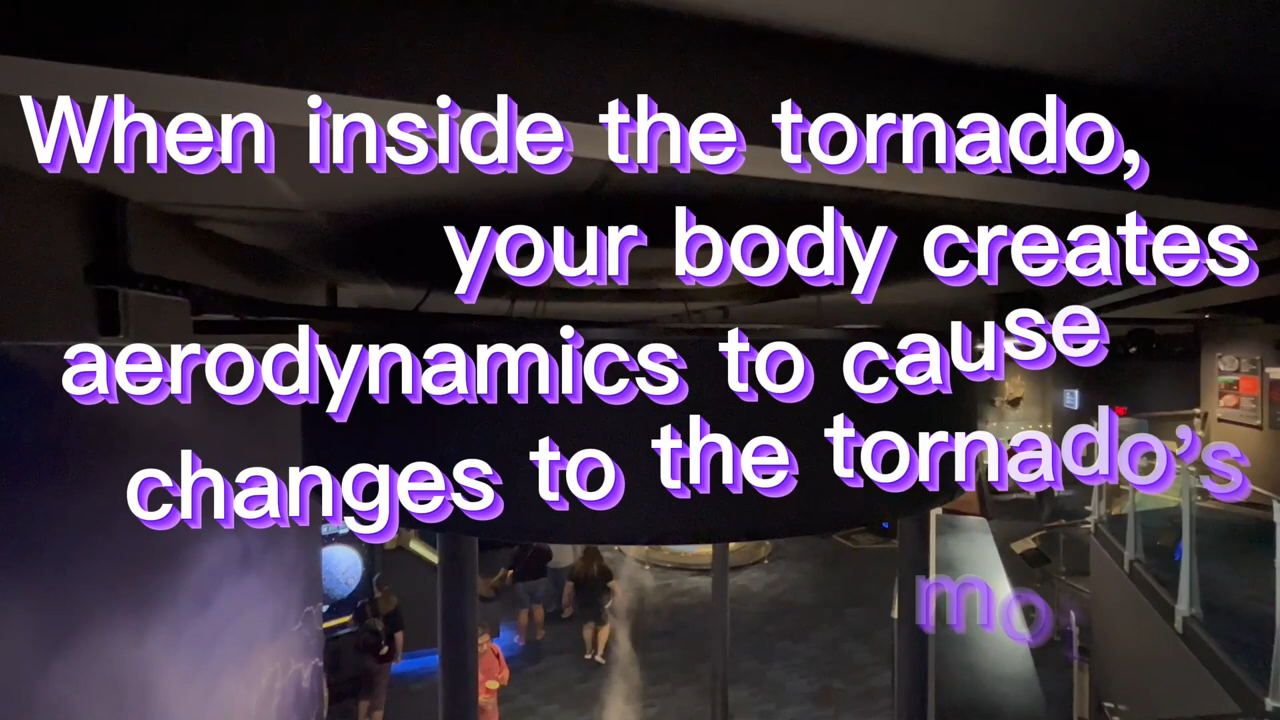 When inside the tornado,
your body creates
aerodynamics to cause
changes to the tornado’s